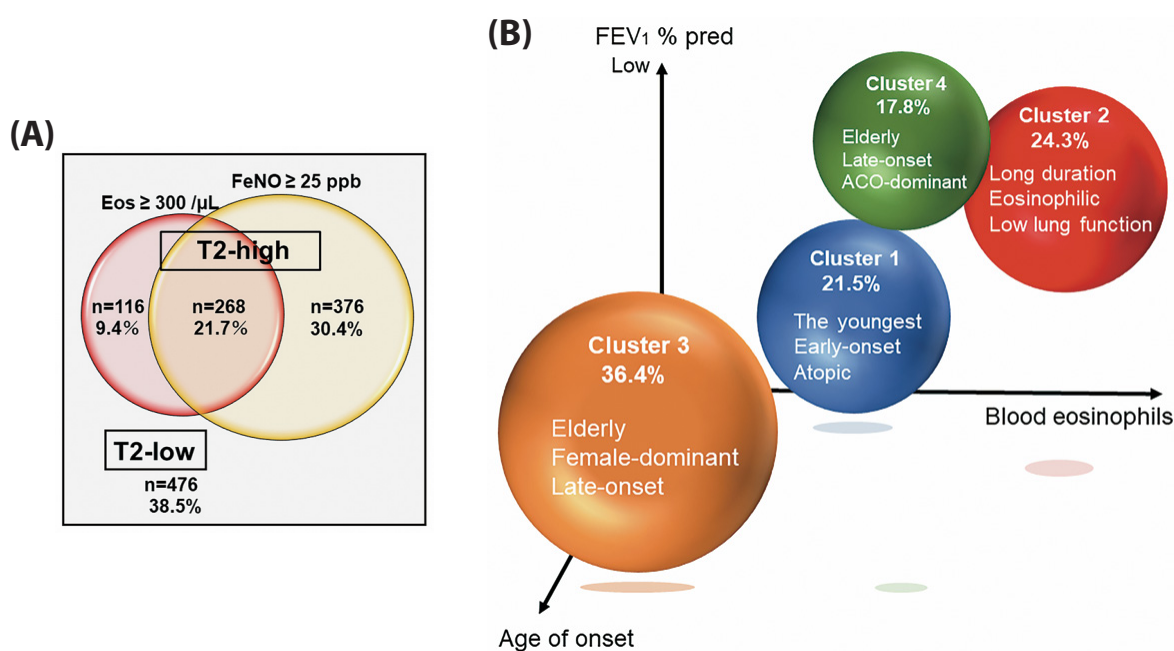 (A)
FeNO ≥ 25 ppb
Eos ≥ 300 /μL
T2-high
n=116
9.4%
n=268
21.7%
n=376
30.4%
T2-low
n=476
38.5%
(B)
FEV₁ % pred
Low
Cluster 4
17.8%
Elderly
Late-onset
ACO-dominant
Cluster 2
24.3%
Long duration
Eosinophilic
Low lung function
Cluster 1
21.5%
The youngest
Early-onset
Atopic
Cluster 3
36.4%
Elderly
Female-dominant
Late-onset
Blood eosinophils
Age of onset